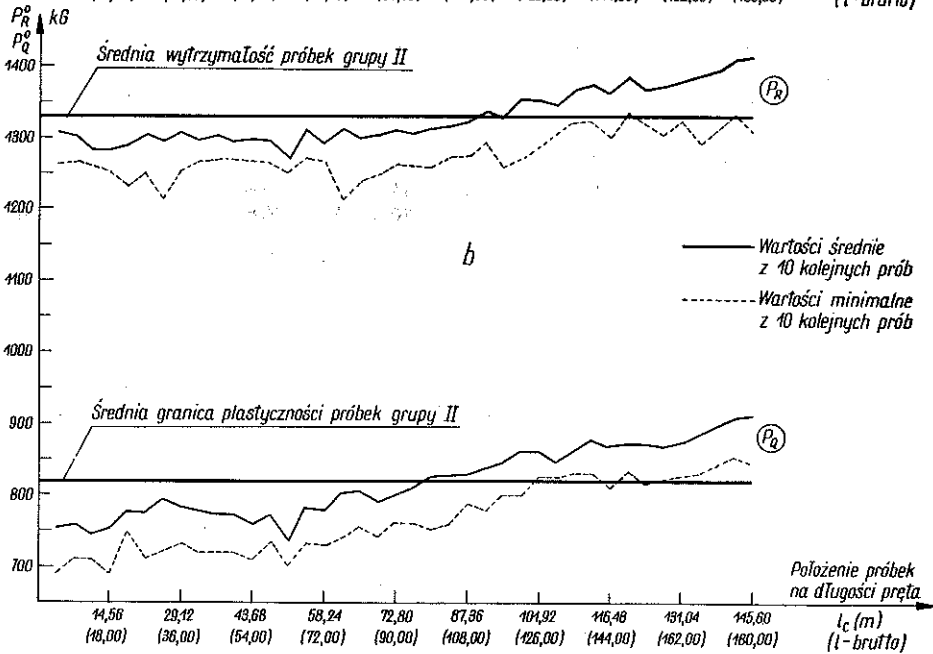 (l-brutto)
P_R^o kG
P_Q^o
1400
Średnia wytrzymałość próbek grupy II
P_R
1300
1200
b
Wartości średnie
z 10 kolejnych prób
1100
Wartości minimalne
z 10 kolejnych prób
1000
Średnia granica plastyczności próbek grupy II
900
P_Q
800
700
Położenie próbek
na długości pręta
14,56 29,12 43,68 58,24 72,80 87,36 101,92 116,48 131,04 145,60 l_c (m)
(18,00) (36,00) (54,00) (72,00) (90,00) (108,00) (126,00) (144,00) (162,00) (180,00) (l-brutto)